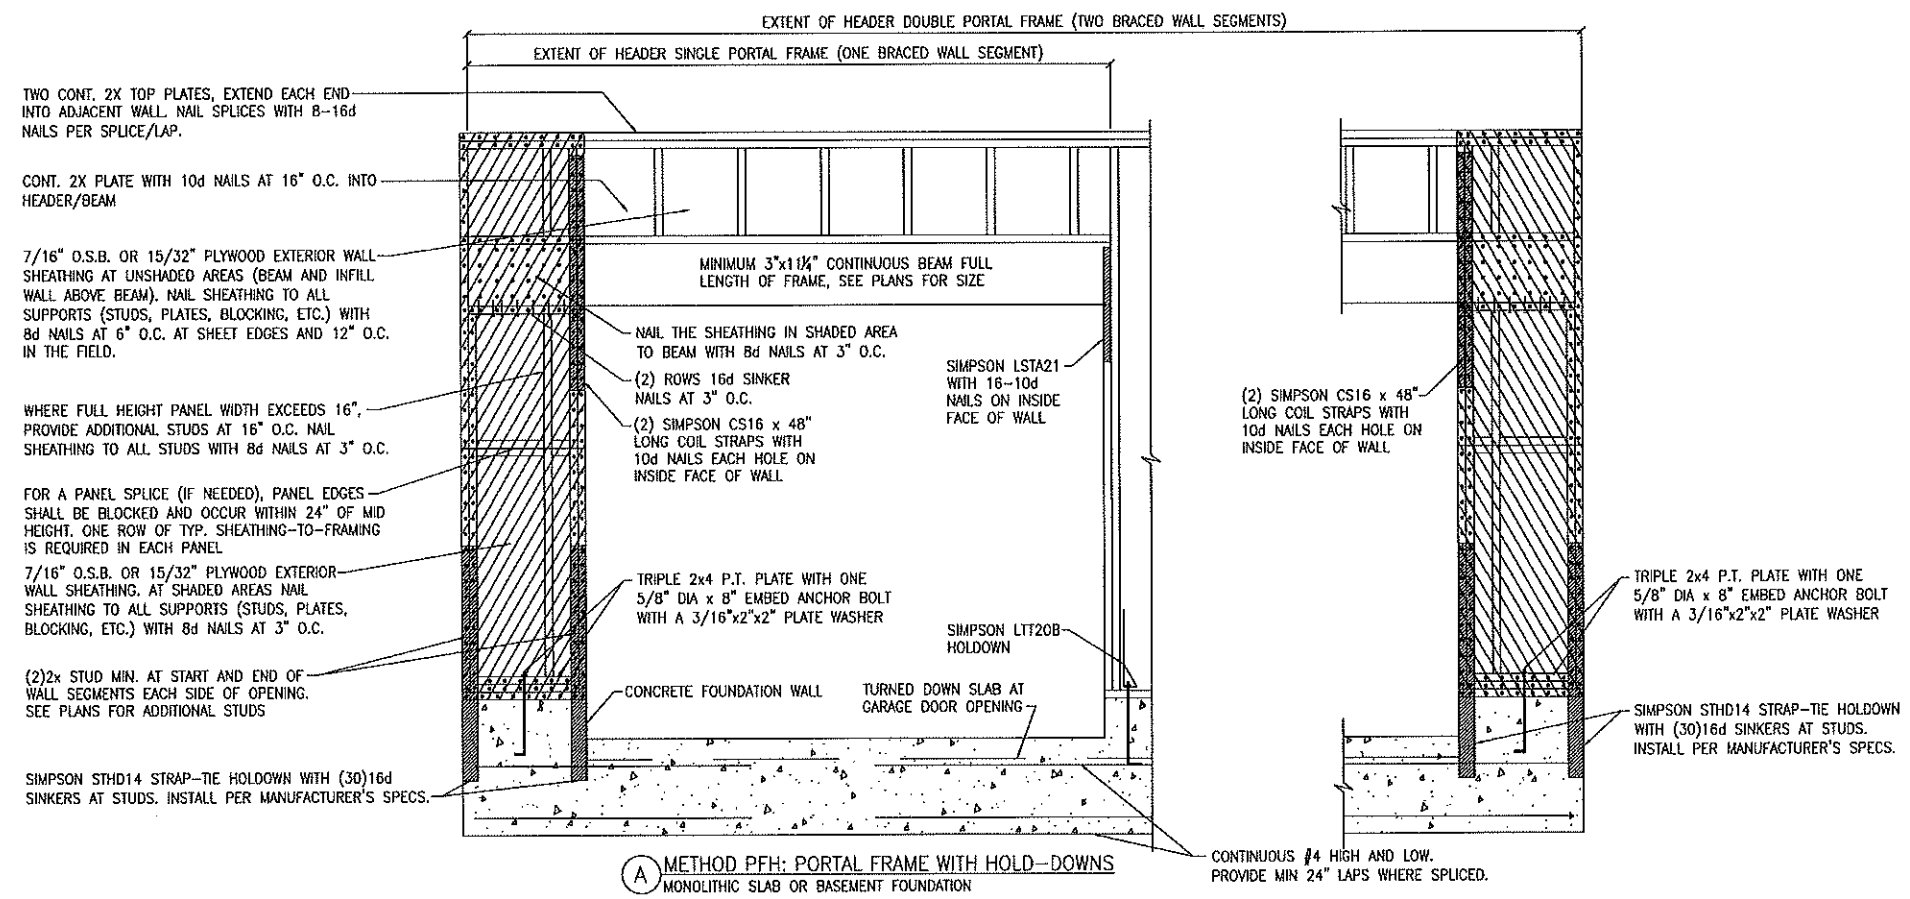 EXTENT OF HEADER DOUBLE PORTAL FRAME (TWO BRACED WALL SEGMENTS)
EXTENT OF HEADER SINGLE PORTAL FRAME (ONE BRACED WALL SEGMENT)
TWO CONT. 2X TOP PLATES, EXTEND EACH END
INTO ADJACENT WALL. NAIL SPLICES WITH 8-16d
NAILS PER SPLICE/LAP.
CONT. 2X PLATE WITH 10d NAILS AT 16" O.C. INTO
HEADER/BEAM
7/16" O.S.B. OR 15/32" PLYWOOD EXTERIOR WALL
SHEATHING AT UNSHADED AREAS (BEAM AND INFILL
WALL ABOVE BEAM). NAIL SHEATHING TO ALL
SUPPORTS (STUDS, PLATES, BLOCKING, ETC.) WITH
8d NAILS AT 6" O.C. AT SHEET EDGES AND 12" O.C.
IN THE FIELD.
WHERE FULL HEIGHT PANEL WIDTH EXCEEDS 16",
PROVIDE ADDITIONAL STUDS AT 16" O.C. NAIL
SHEATHING TO ALL STUDS WITH 8d NAILS AT 3" O.C.
FOR A PANEL SPLICE (IF NEEDED), PANEL EDGES
SHALL BE BLOCKED AND OCCUR WITHIN 24" OF MID
HEIGHT. ONE ROW OF TYP. SHEATHING-TO-FRAMING
IS REQUIRED IN EACH PANEL
7/16" O.S.B. OR 15/32" PLYWOOD EXTERIOR
WALL SHEATHING. AT SHADED AREAS NAIL
SHEATHING TO ALL SUPPORTS (STUDS, PLATES,
BLOCKING, ETC.) WITH 8d NAILS AT 3" O.C.
(2)2x STUD MIN. AT START AND END OF
WALL SEGMENTS EACH SIDE OF OPENING.
SEE PLANS FOR ADDITIONAL STUDS
SIMPSON STHD14 STRAP-TIE HOLDOWN WITH (30)16d
SINKERS AT STUDS. INSTALL PER MANUFACTURER'S SPECS.
MINIMUM 3"x11¼" CONTINUOUS BEAM FULL
LENGTH OF FRAME, SEE PLANS FOR SIZE
NAIL THE SHEATHING IN SHADED AREA
TO BEAM WITH 8d NAILS AT 3" O.C.
(2) ROWS 16d SINKER
NAILS AT 3" O.C.
(2) SIMPSON CS16 x 48"
LONG COIL STRAPS WITH
10d NAILS EACH HOLE ON
INSIDE FACE OF WALL
SIMPSON LSTA21
WITH 16-10d
NAILS ON INSIDE
FACE OF WALL
TRIPLE 2x4 P.T. PLATE WITH ONE
5/8" DIA x 8" EMBED ANCHOR BOLT
WITH A 3/16"x2"x2" PLATE WASHER
SIMPSON LTT20B
HOLDOWN
CONCRETE FOUNDATION WALL
TURNED DOWN SLAB AT
GARAGE DOOR OPENING
(2) SIMPSON CS16 x 48"
LONG COIL STRAPS WITH
10d NAILS EACH HOLE ON
INSIDE FACE OF WALL
TRIPLE 2x4 P.T. PLATE WITH ONE
5/8" DIA x 8" EMBED ANCHOR BOLT
WITH A 3/16"x2"x2" PLATE WASHER
SIMPSON STHD14 STRAP-TIE HOLDOWN
WITH (30)16d SINKERS AT STUDS.
INSTALL PER MANUFACTURER'S SPECS.
CONTINUOUS #4 HIGH AND LOW.
PROVIDE MIN 24" LAPS WHERE SPLICED.
A METHOD PFH: PORTAL FRAME WITH HOLD-DOWNS
MONOLITHIC SLAB OR BASEMENT FOUNDATION